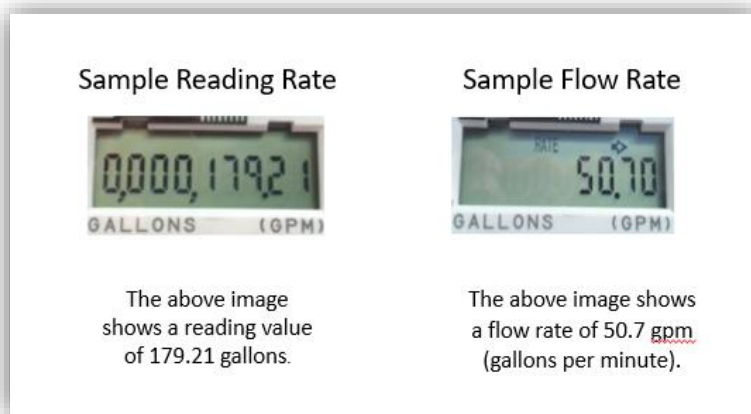 Sample Reading Rate
0,000,179.21
GALLONS (GPM)
The above image
shows a reading value
of 179.21 gallons.
Sample Flow Rate
RATE
50.70
GALLONS (GPM)
The above image shows
a flow rate of 50.7 gpm
(gallons per minute).